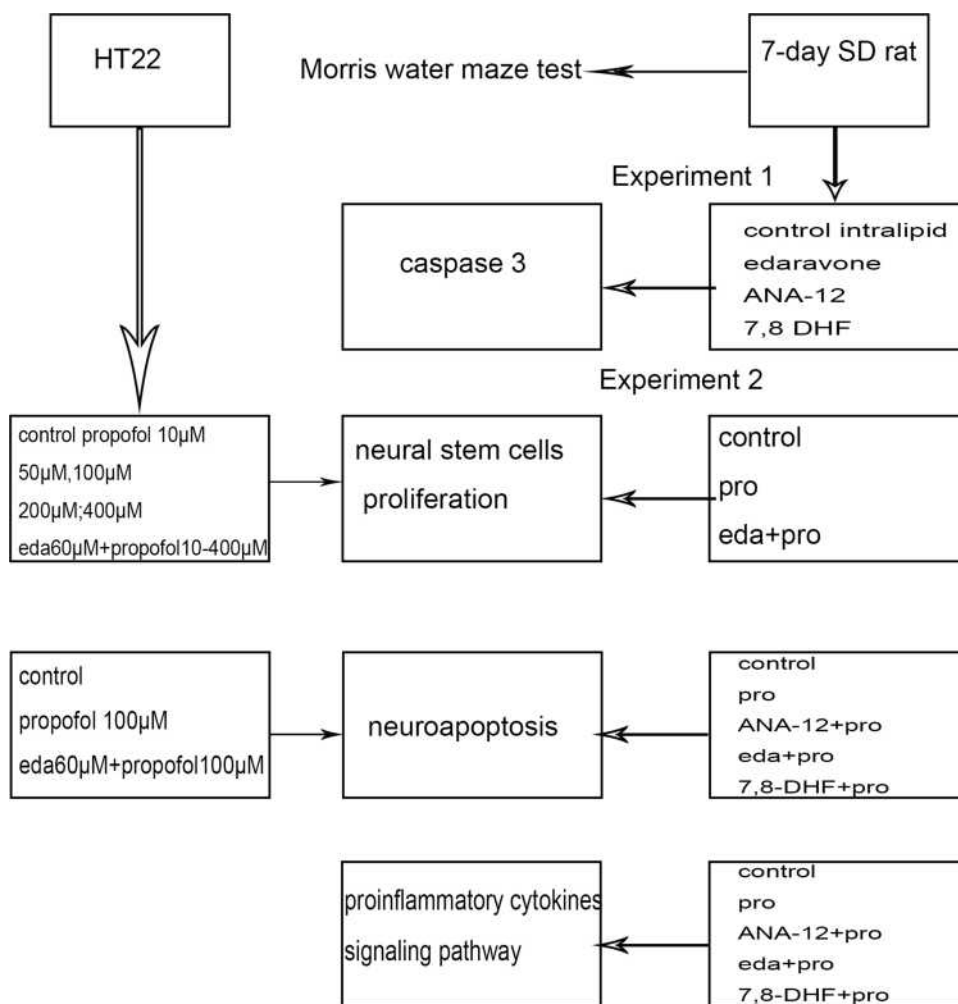 HT22
Morris water maze test
7-day SD rat
Experiment 1
caspase 3
control intralipid
edaravone
ANA-12
7,8 DHF
Experiment 2
control propofol 10μM
50μM,100μM
200μM;400μM
eda60μM+propofol10-400μM
neural stem cells
proliferation
control
pro
eda+pro
control
propofol 100μM
eda60μM+propofol100μM
neuroapoptosis
control
pro
ANA-12+pro
eda+pro
7,8-DHF+pro
proinflammatory cytokines
signaling pathway
control
pro
ANA-12+pro
eda+pro
7,8-DHF+pro